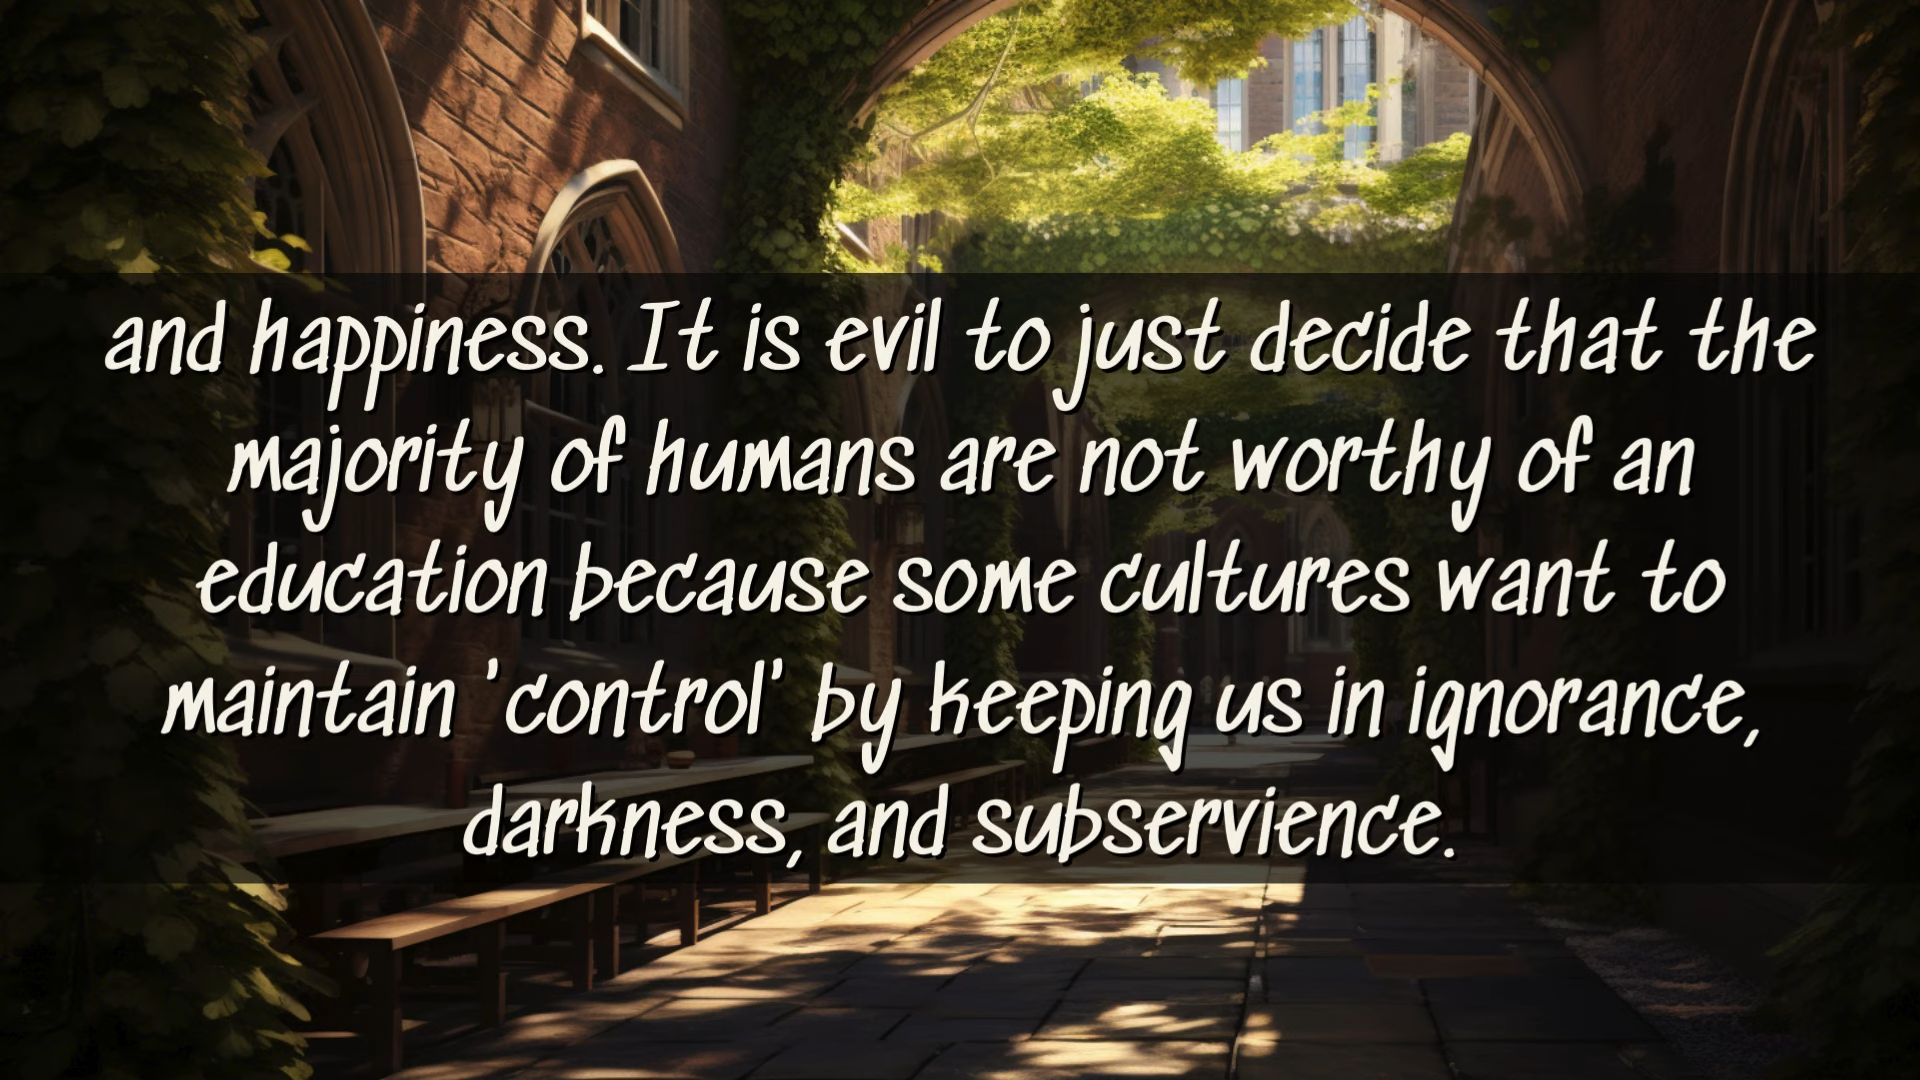 and happiness. It is evil to just decide that the
majority of humans are not worthy of an
education because some cultures want to
maintain 'control' by keeping us in ignorance,
darkness, and subservience.